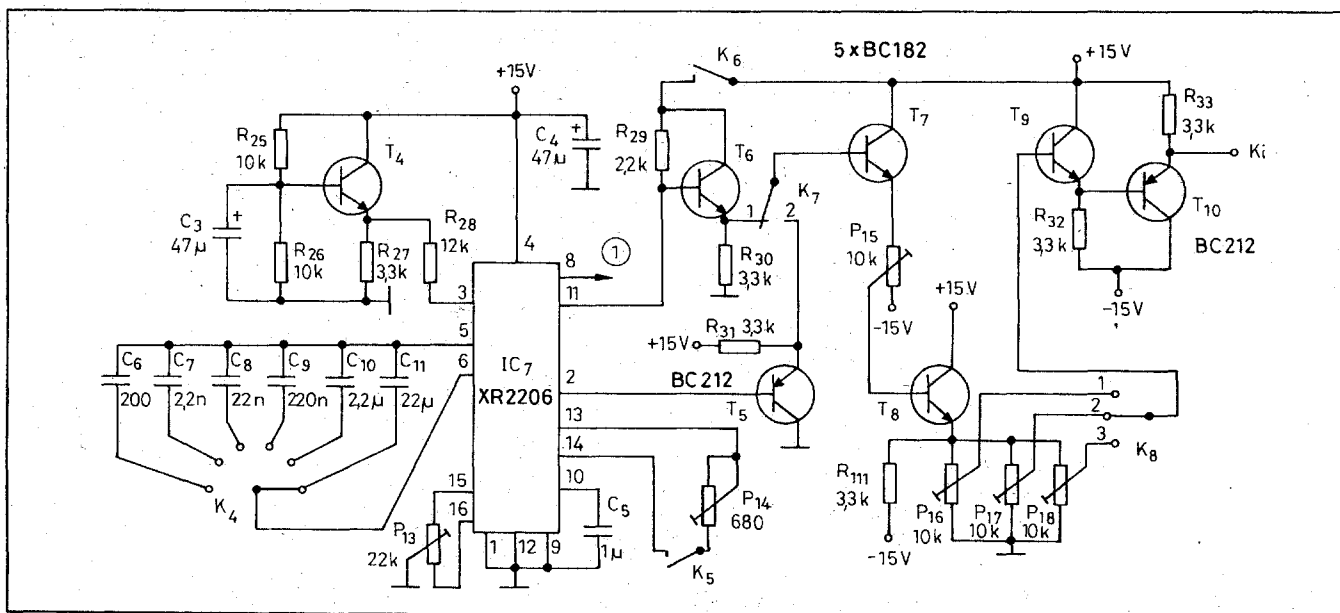 +15V
K6
5xBC182
+15V
R25
10k
T4
C4
47µ
+
R29
2,2k
T6
T7
T9
R33
3,3k
Ki
C3
47µ
+
R26
10k
R27
3,3k
R28
12k
4
8
1
11
3
1
K7
2
R30
3,3k
P15
10k
R32
3,3k
T10
BC212
-15V
+15V
-15V
R31 3,3k
+15V
C6
200
C7
2,2n
C8
22n
C9
220n
C10
2,2µ
C11
22µ
5
6
IC7
XR2206
2
BC212
T5
T8
1
2
3
K8
13
14
10
P14
680
R111
3,3k
P16
10k
P17
10k
P18
10k
K4
15
16
P13
22k
C5
1µ
K5
1
12
9
-15V